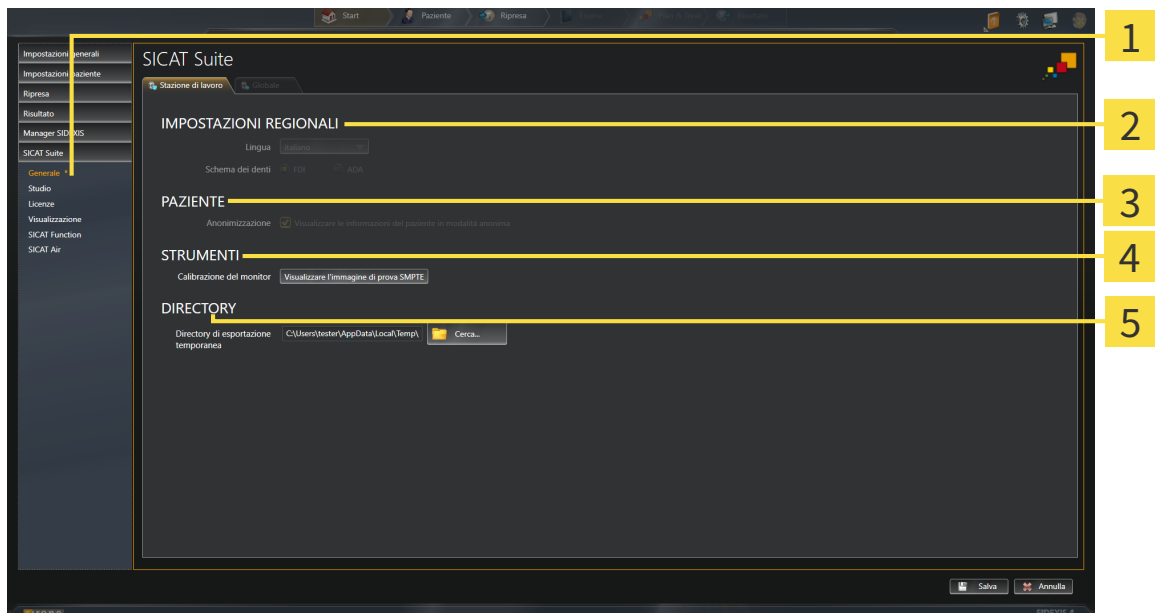 Start Paziente Ripresa
1
Impostazioni generali
Impostazioni paziente
Ripresa
Risultato
Manager SIDEXIS
SICAT Suite
Generale *
Studio
Licenze
Visualizzazione
SICAT Function
SICAT Air
SICAT Suite
Stazione di lavoro Globale
IMPOSTAZIONI REGIONALI
2
Lingua Italiano
Schema dei denti FDI ADA
PAZIENTE
3
Anonimizzazione Visualizzare le informazioni del paziente in modalità anonima
STRUMENTI
4
Calibrazione del monitor Visualizzare l'immagine di prova SMPTE
DIRECTORY
5
Directory di esportazione temporanea C:\Users\tester\AppData\Local\Temp\ Cerca...
Salva Annulla
SIDEXIS 4